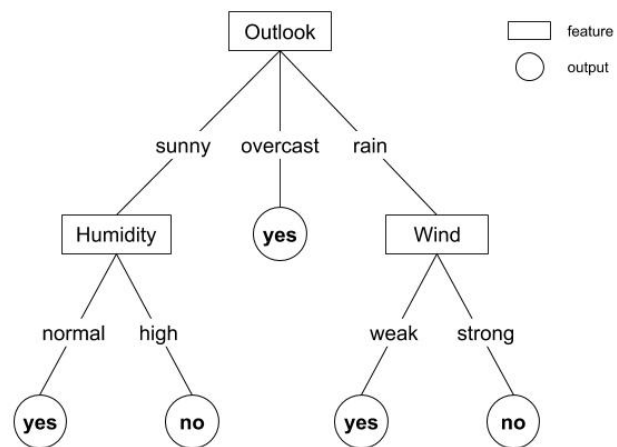 Outlook
feature
output
sunny overcast rain
Humidity yes Wind
normal high weak strong
yes no yes no